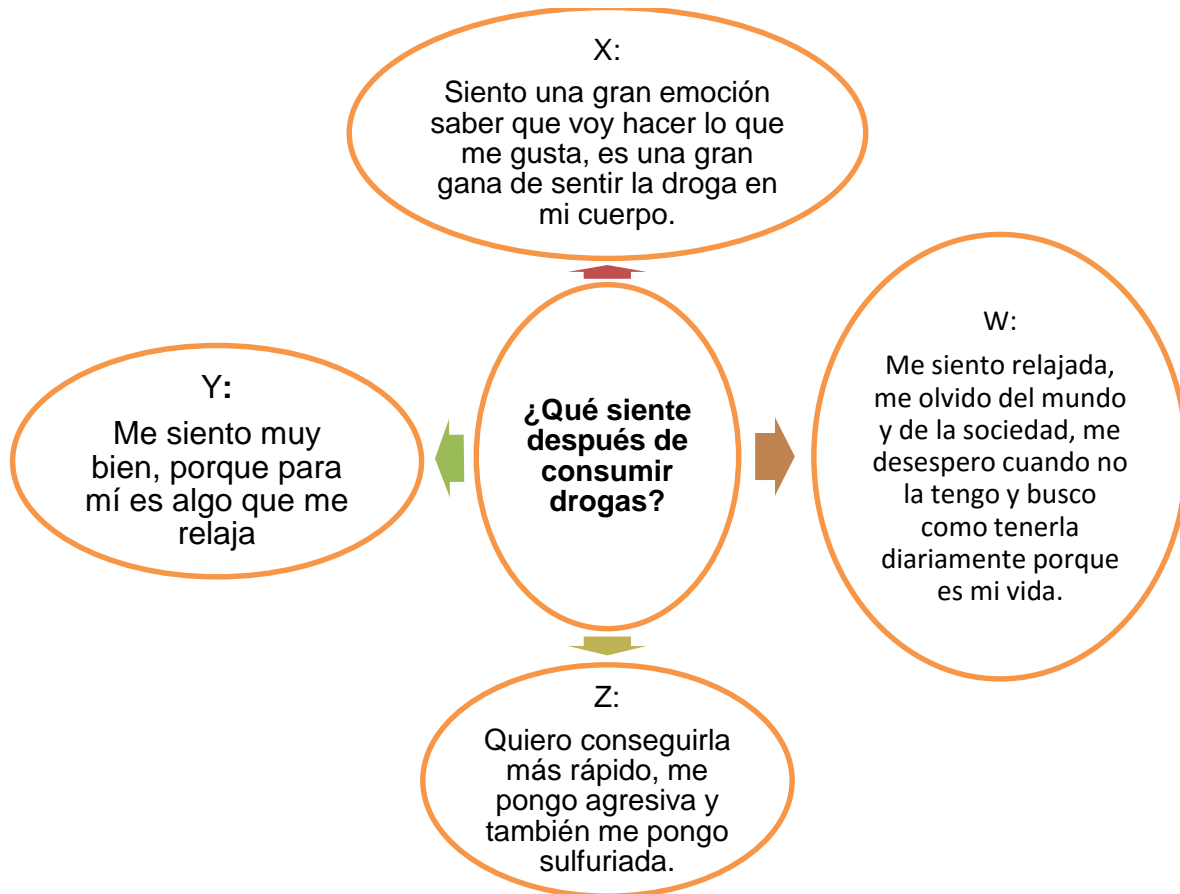 X:
Siento una gran emoción
saber que voy hacer lo que
me gusta, es una gran
gana de sentir la droga en
mi cuerpo.
Y:
Me siento muy
bien, porque para
mí es algo que me
relaja
¿Qué siente
después de
consumir
drogas?
W:
Me siento relajada,
me olvido del mundo
y de la sociedad, me
desespero cuando no
la tengo y busco
como tenerla
diariamente porque
es mi vida.
Z:
Quiero conseguirla
más rápido, me
pongo agresiva y
también me pongo
sulfuriada.